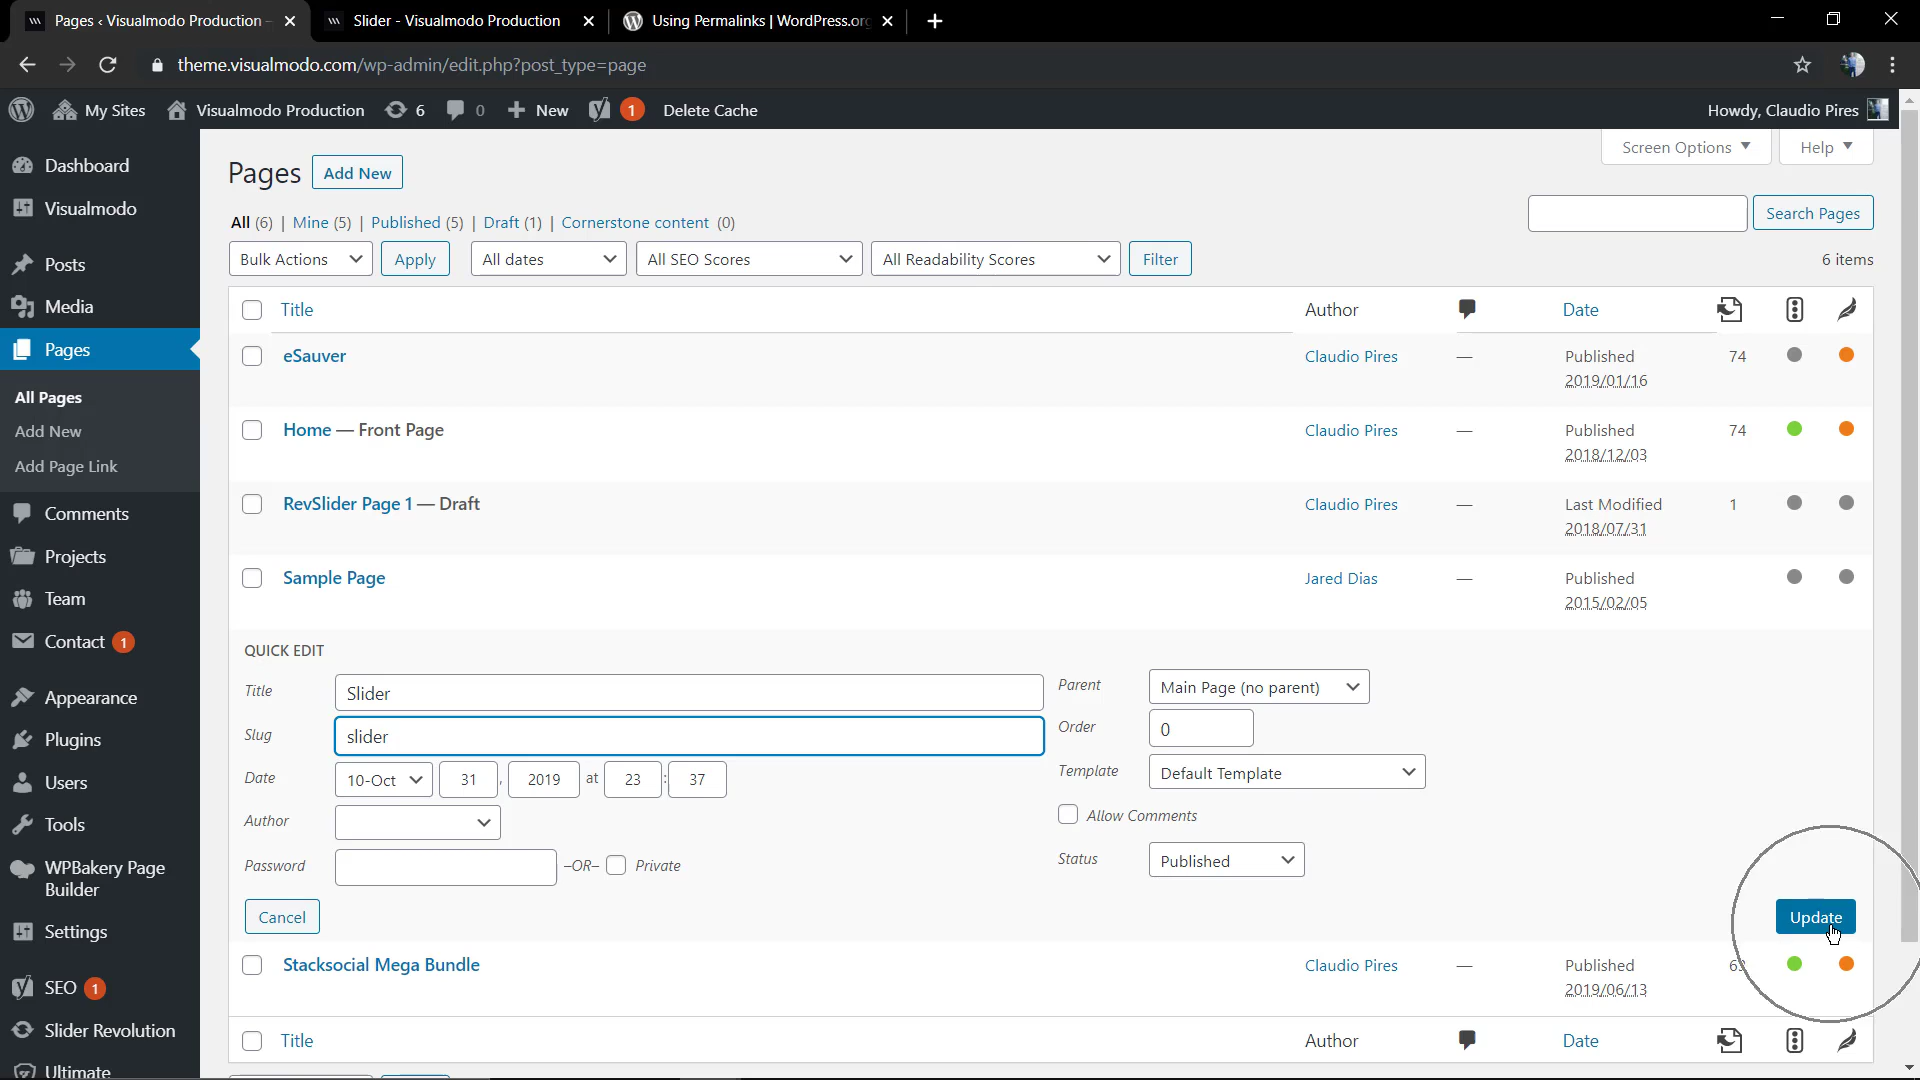 Pages ‹ Visualmodo Production –
Slider - Visualmodo Production
Using Permalinks | WordPress.or
theme.visualmodo.com/wp-admin/edit.php?post_type=page
My Sites
Visualmodo Production
6
0
New
1
Delete Cache
Howdy, Claudio Pires
Dashboard
Visualmodo
Posts
Media
Pages
All Pages
Add New
Add Page Link
Comments
Projects
Team
Contact 1
Appearance
Plugins
Users
Tools
WPBakery Page
Builder
Settings
SEO 1
Slider Revolution
Ultimate
Screen Options
Help
Pages Add New
All (6) | Mine (5) | Published (5) | Draft (1) | Cornerstone content (0)
Search Pages
Bulk Actions Apply All dates All SEO Scores All Readability Scores Filter
6 items
Title Author Date
eSauver Claudio Pires — Published 74
2019/01/16
Home — Front Page Claudio Pires — Published 74
2018/12/03
RevSlider Page 1 — Draft Claudio Pires — Last Modified 1
2018/07/31
Sample Page Jared Dias — Published
2015/02/05
QUICK EDIT
Title Slider
Slug slider
Date 10-Oct 31 , 2019 at 23 : 37
Author
Password –OR– Private
Parent Main Page (no parent)
Order 0
Template Default Template
Allow Comments
Status Published
Cancel
Update
Stacksocial Mega Bundle Claudio Pires — Published
2019/06/13
Title Author Date